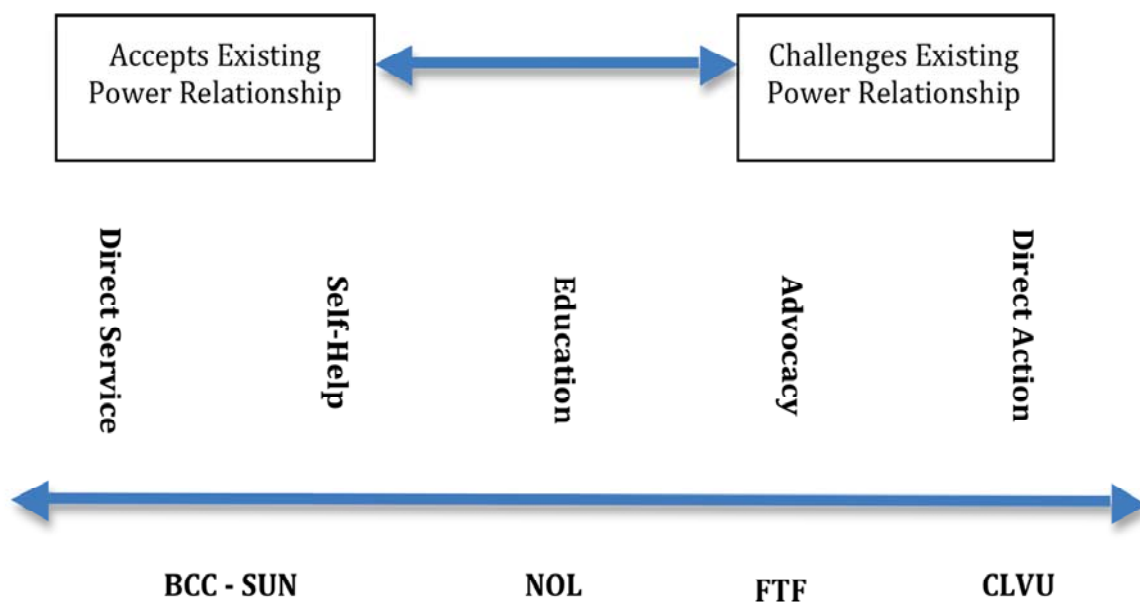 Accepts Existing
Power Relationship
Challenges Existing
Power Relationship
Direct Service
Self-Help
Education
Advocacy
Direct Action
BCC - SUN
NOL
FTF
CLVU